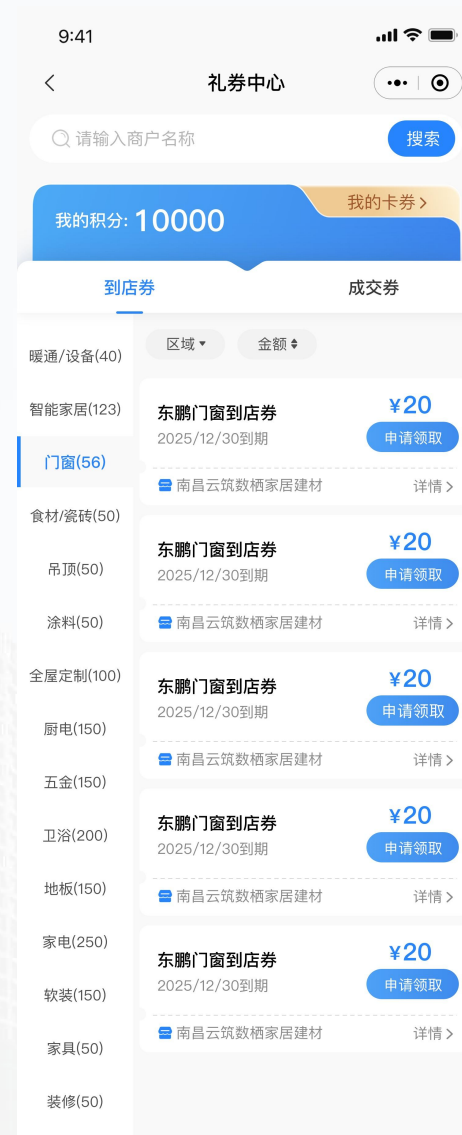 9:41
礼券中心
请输入商户名称
搜索
我的积分: 10000
我的卡券
到店券
成交券
暖通/设备(40)
智能家居(123)
门窗(56)
食材/瓷砖(50)
吊顶(50)
涂料(50)
全屋定制(100)
厨电(150)
五金(150)
卫浴(200)
地板(150)
家电(250)
软装(150)
家具(50)
装修(50)
区域
金额
东鹏门窗到店券
¥20
2025/12/30到期
申请领取
南昌云筑数栖家居建材
详情
东鹏门窗到店券
¥20
2025/12/30到期
申请领取
南昌云筑数栖家居建材
详情
东鹏门窗到店券
¥20
2025/12/30到期
申请领取
南昌云筑数栖家居建材
详情
东鹏门窗到店券
¥20
2025/12/30到期
申请领取
南昌云筑数栖家居建材
详情
东鹏门窗到店券
¥20
2025/12/30到期
申请领取
南昌云筑数栖家居建材
详情